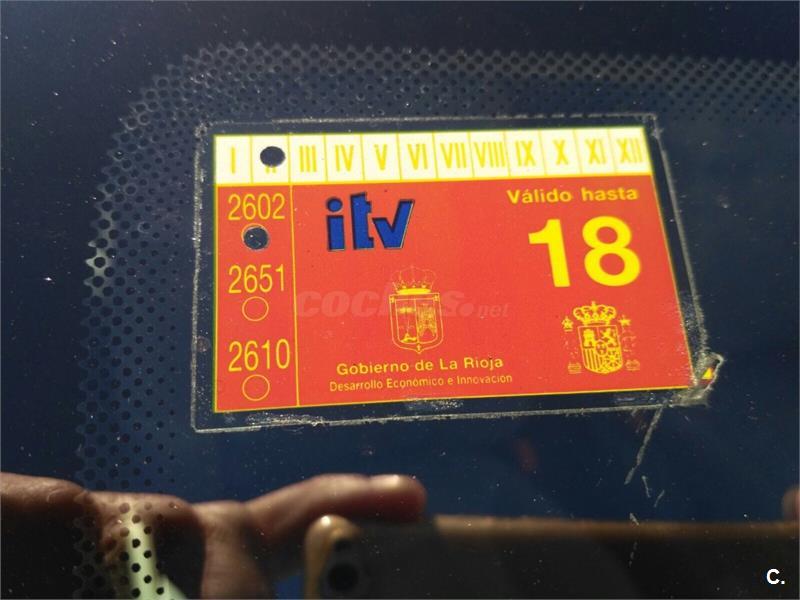 I III IV V VI VII VIII IX X XI XII
2602
itv
Válido hasta
18
2651
coches.net
2610
Gobierno de La Rioja
Desarrollo Económico e Innovación
C.